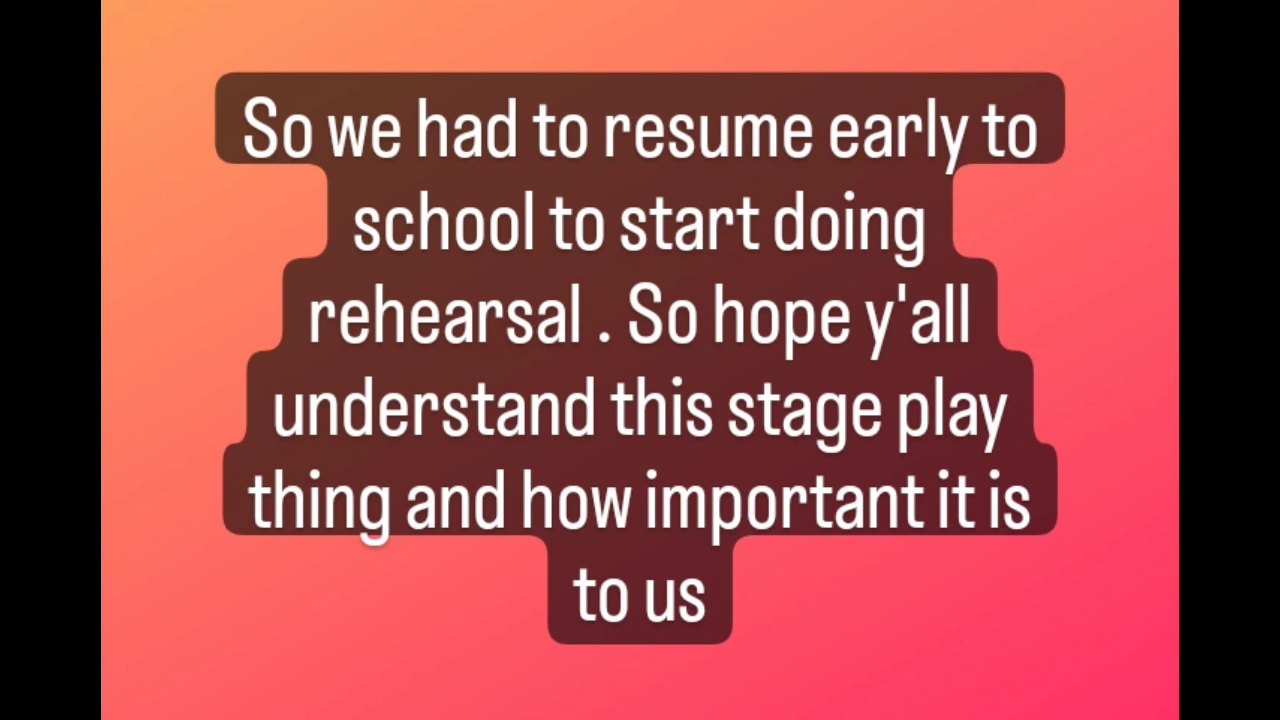 So we had to resume early to
school to start doing
rehearsal . So hope y'all
understand this stage play
thing and how important it is
to us